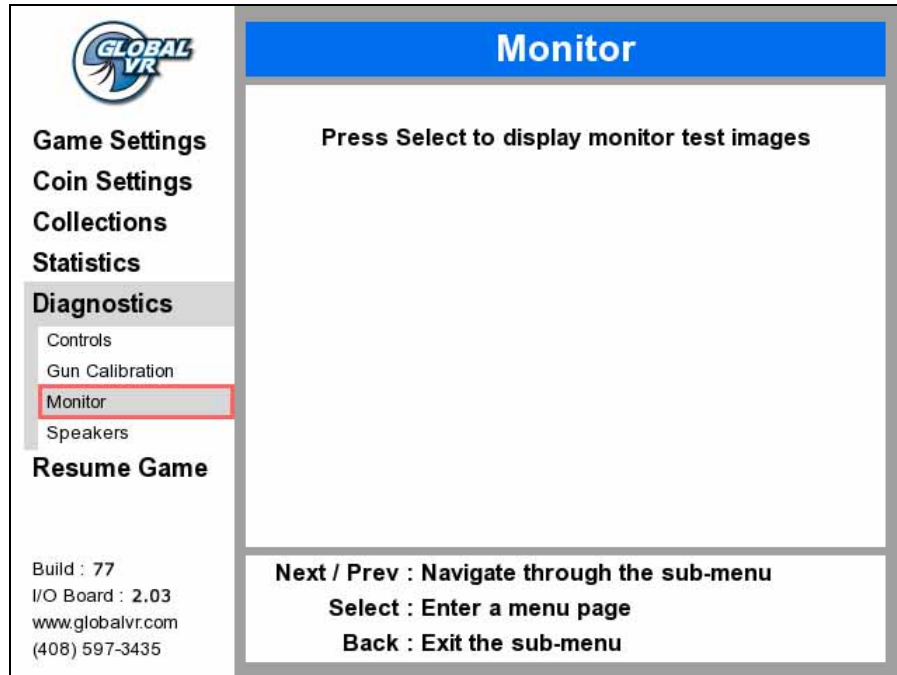 GLOBAL
VR
Game Settings
Coin Settings
Collections
Statistics
Diagnostics
Controls
Gun Calibration
Monitor
Speakers
Resume Game
Build : 77
I/O Board : 2.03
www.globalvr.com
(408) 597-3435
Monitor
Press Select to display monitor test images
Next / Prev : Navigate through the sub-menu
Select : Enter a menu page
Back : Exit the sub-menu